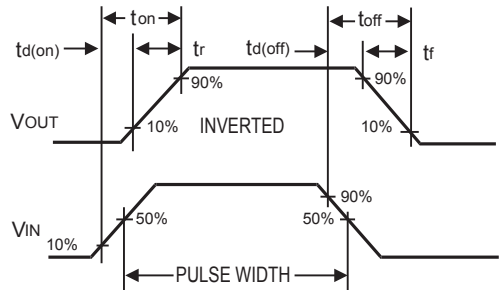 ton toff
td(on) tr td(off) tf
90% 90%
VOUT 10% INVERTED 10%
90%
50% 50%
VIN
10%
PULSE WIDTH